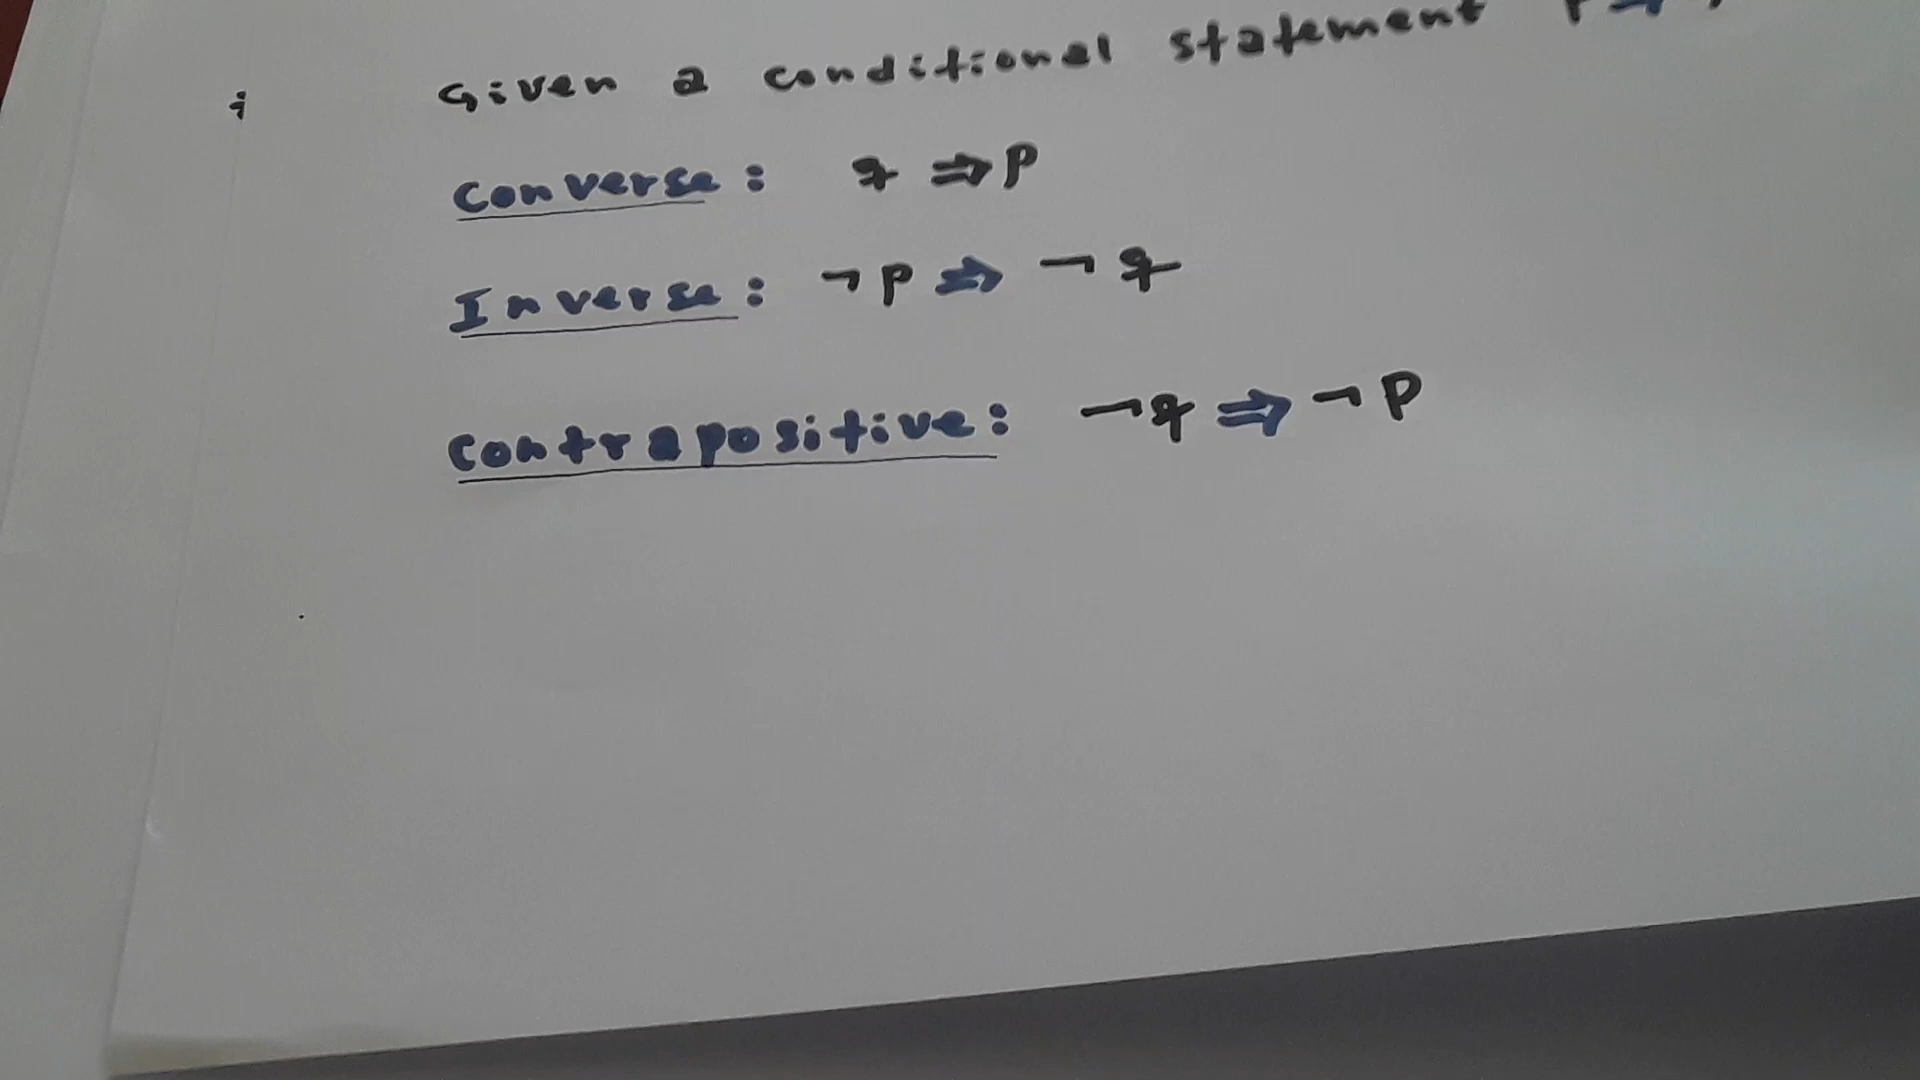 ; Given a conditional statement
Converse: q ⇒ P
Inverse: ¬ P ⇒ ¬ q
Contrapositive: ¬q ⇒ ¬ P